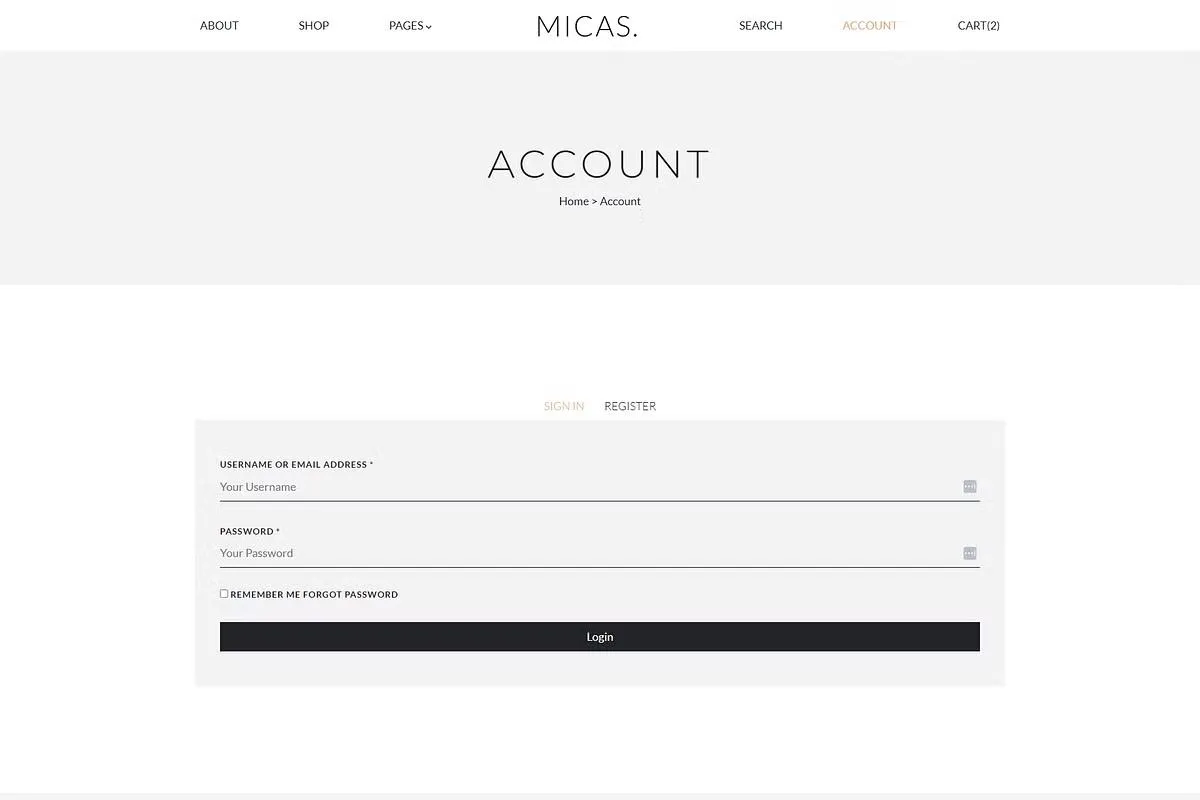 ABOUT SHOP PAGES MICAS. SEARCH ACCOUNT CART(2)
ACCOUNT
Home > Account
SIGN IN REGISTER
USERNAME OR EMAIL ADDRESS *
Your Username
PASSWORD *
Your Password
REMEMBER ME FORGOT PASSWORD
Login